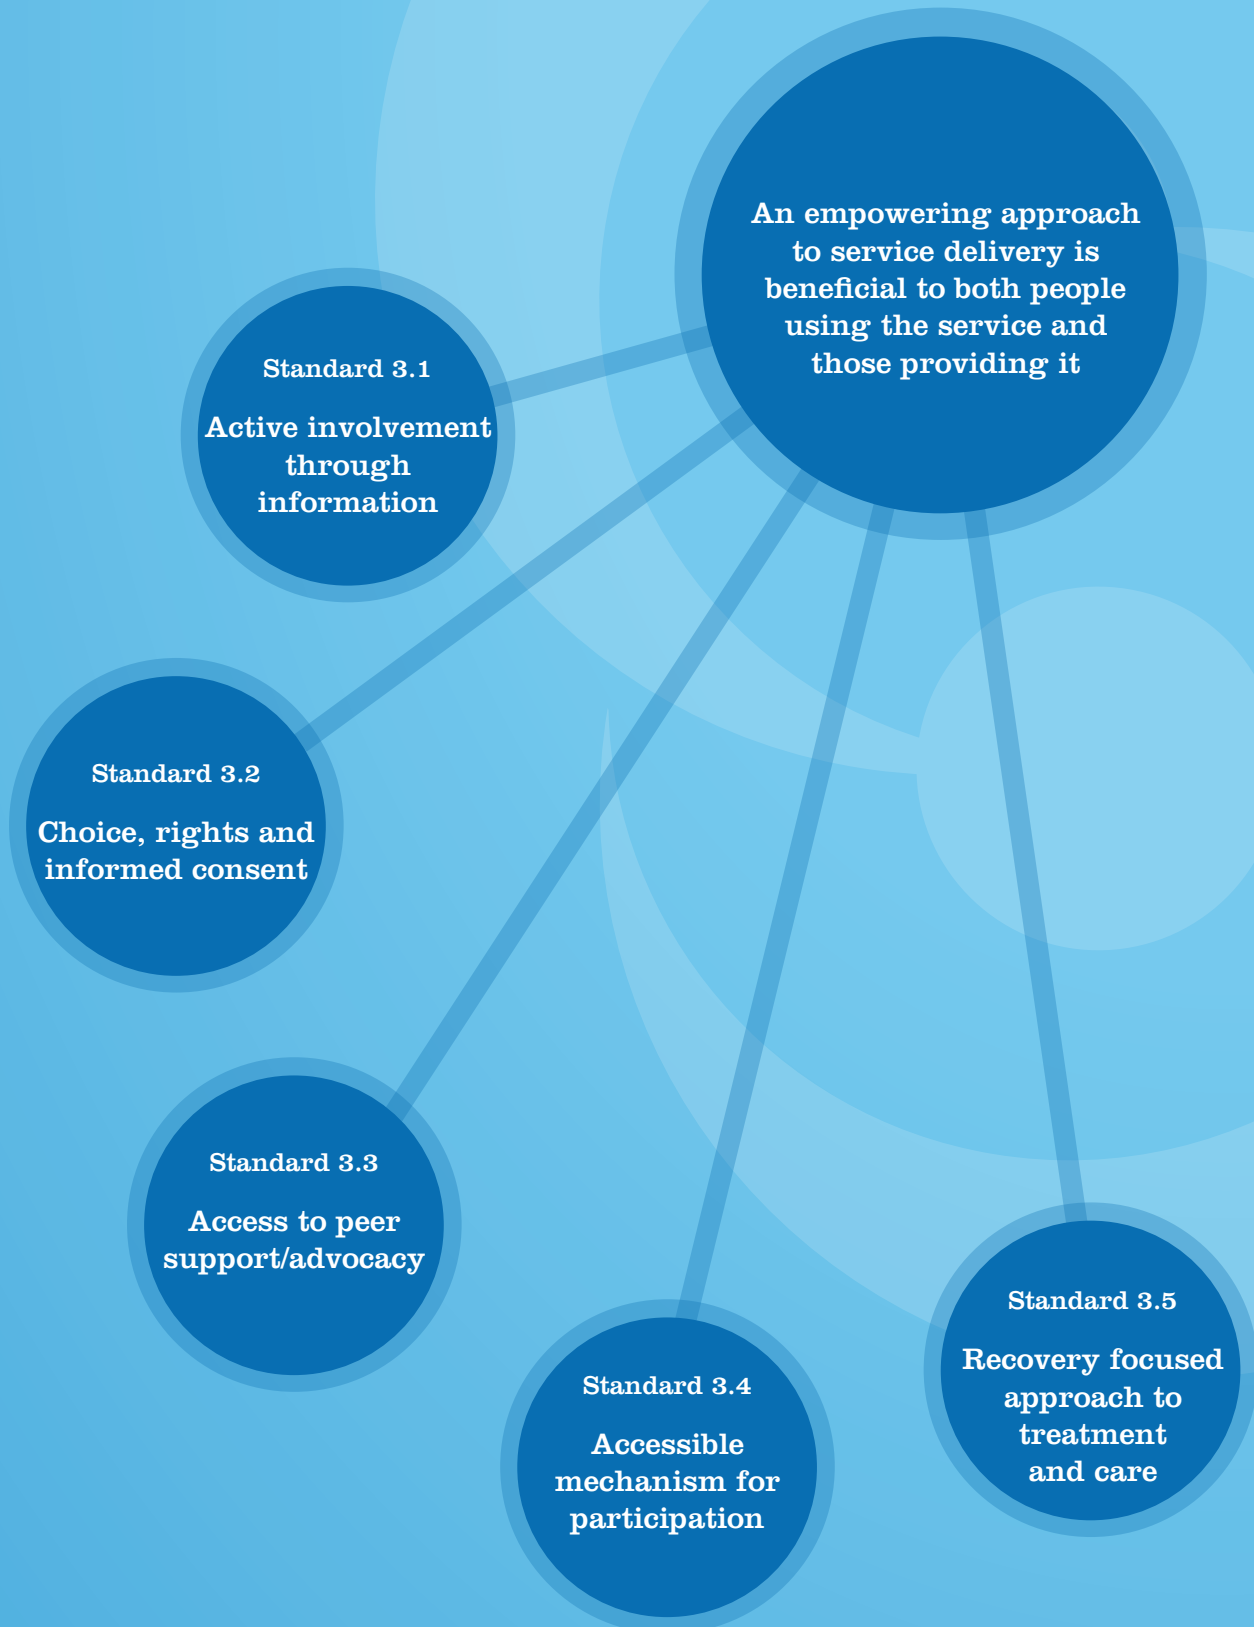 An empowering approach
to service delivery is
beneficial to both people
using the service and
those providing it
Standard 3.1
Active involvement
through
information
Standard 3.2
Choice, rights and
informed consent
Standard 3.3
Access to peer
support/advocacy
Standard 3.4
Accessible
mechanism for
participation
Standard 3.5
Recovery focused
approach to
treatment
and care